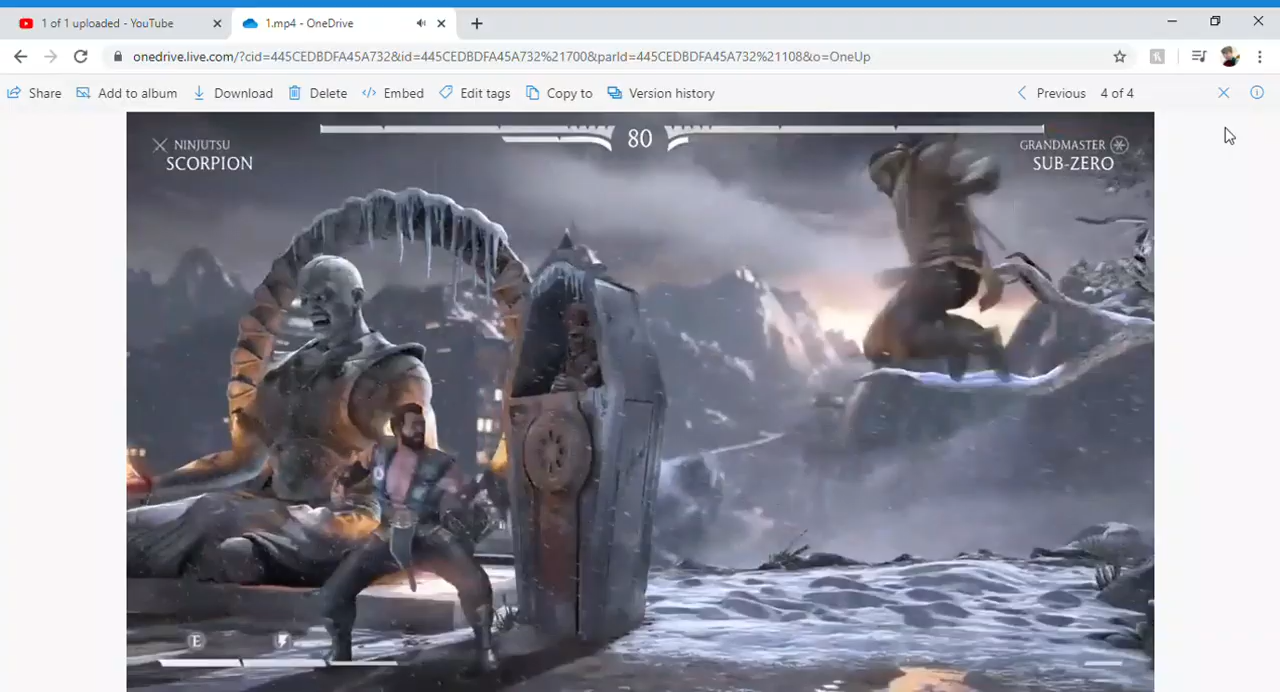 1 of 1 uploaded - YouTube
1.mp4 - OneDrive
onedrive.live.com/?cid=445CEDBDFA45A732&id=445CEDBDFA45A732%21700&parId=445CEDBDFA45A732%21108&o=OneUp
Share Add to album Download Delete Embed Edit tags Copy to Version history Previous 4 of 4
NINJUTSU
SCORPION
80
GRANDMASTER
SUB-ZERO
E